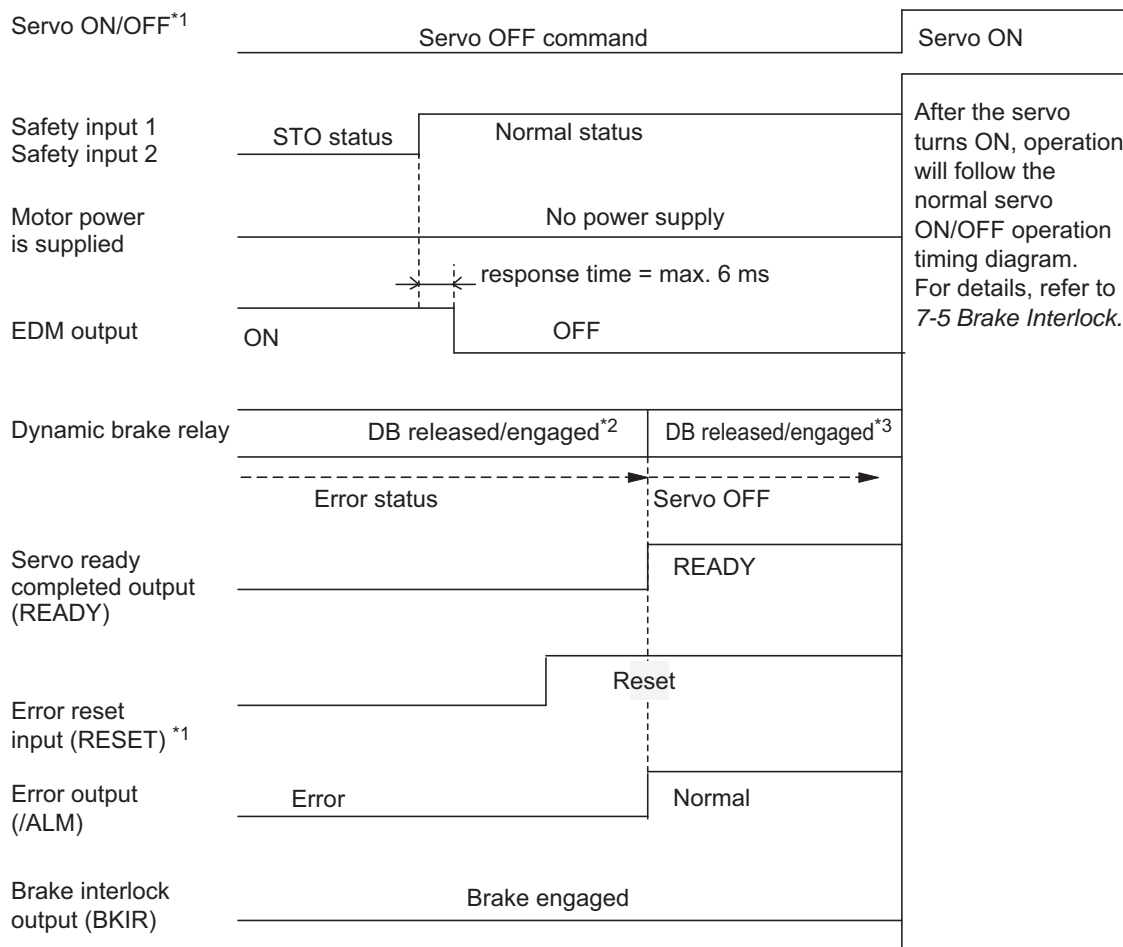 Servo ON/OFF*1
Servo OFF command
Servo ON
Safety input 1
Safety input 2
STO status
Normal status
After the servo
turns ON, operation
will follow the
normal servo
ON/OFF operation
timing diagram.
For details, refer to
7-5 Brake Interlock.
Motor power
is supplied
No power supply
response time = max. 6 ms
EDM output
ON
OFF
Dynamic brake relay
DB released/engaged*2
DB released/engaged*3
Error status
Servo OFF
Servo ready
completed output
(READY)
READY
Reset
Error reset
input (RESET) *1
Error output
(/ALM)
Error
Normal
Brake interlock
output (BKIR)
Brake engaged